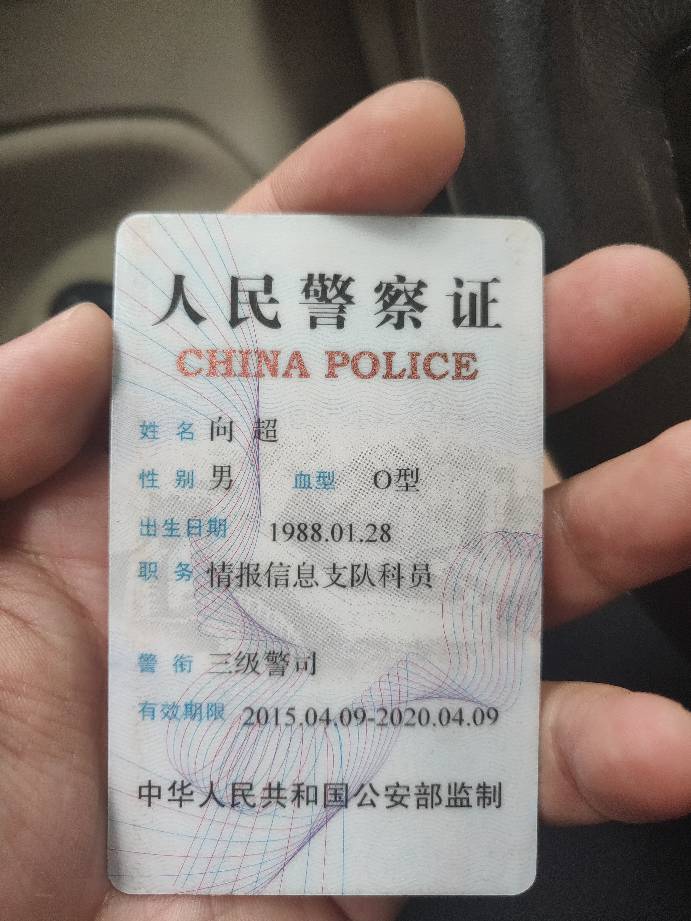 人民警察证
CHINA POLICE
姓名 向超
性别 男 血型 O型
出生日期 1988.01.28
职务 情报信息支队科员
警衔 三级警司
有效期限 2015.04.09-2020.04.09
中华人民共和国公安部监制